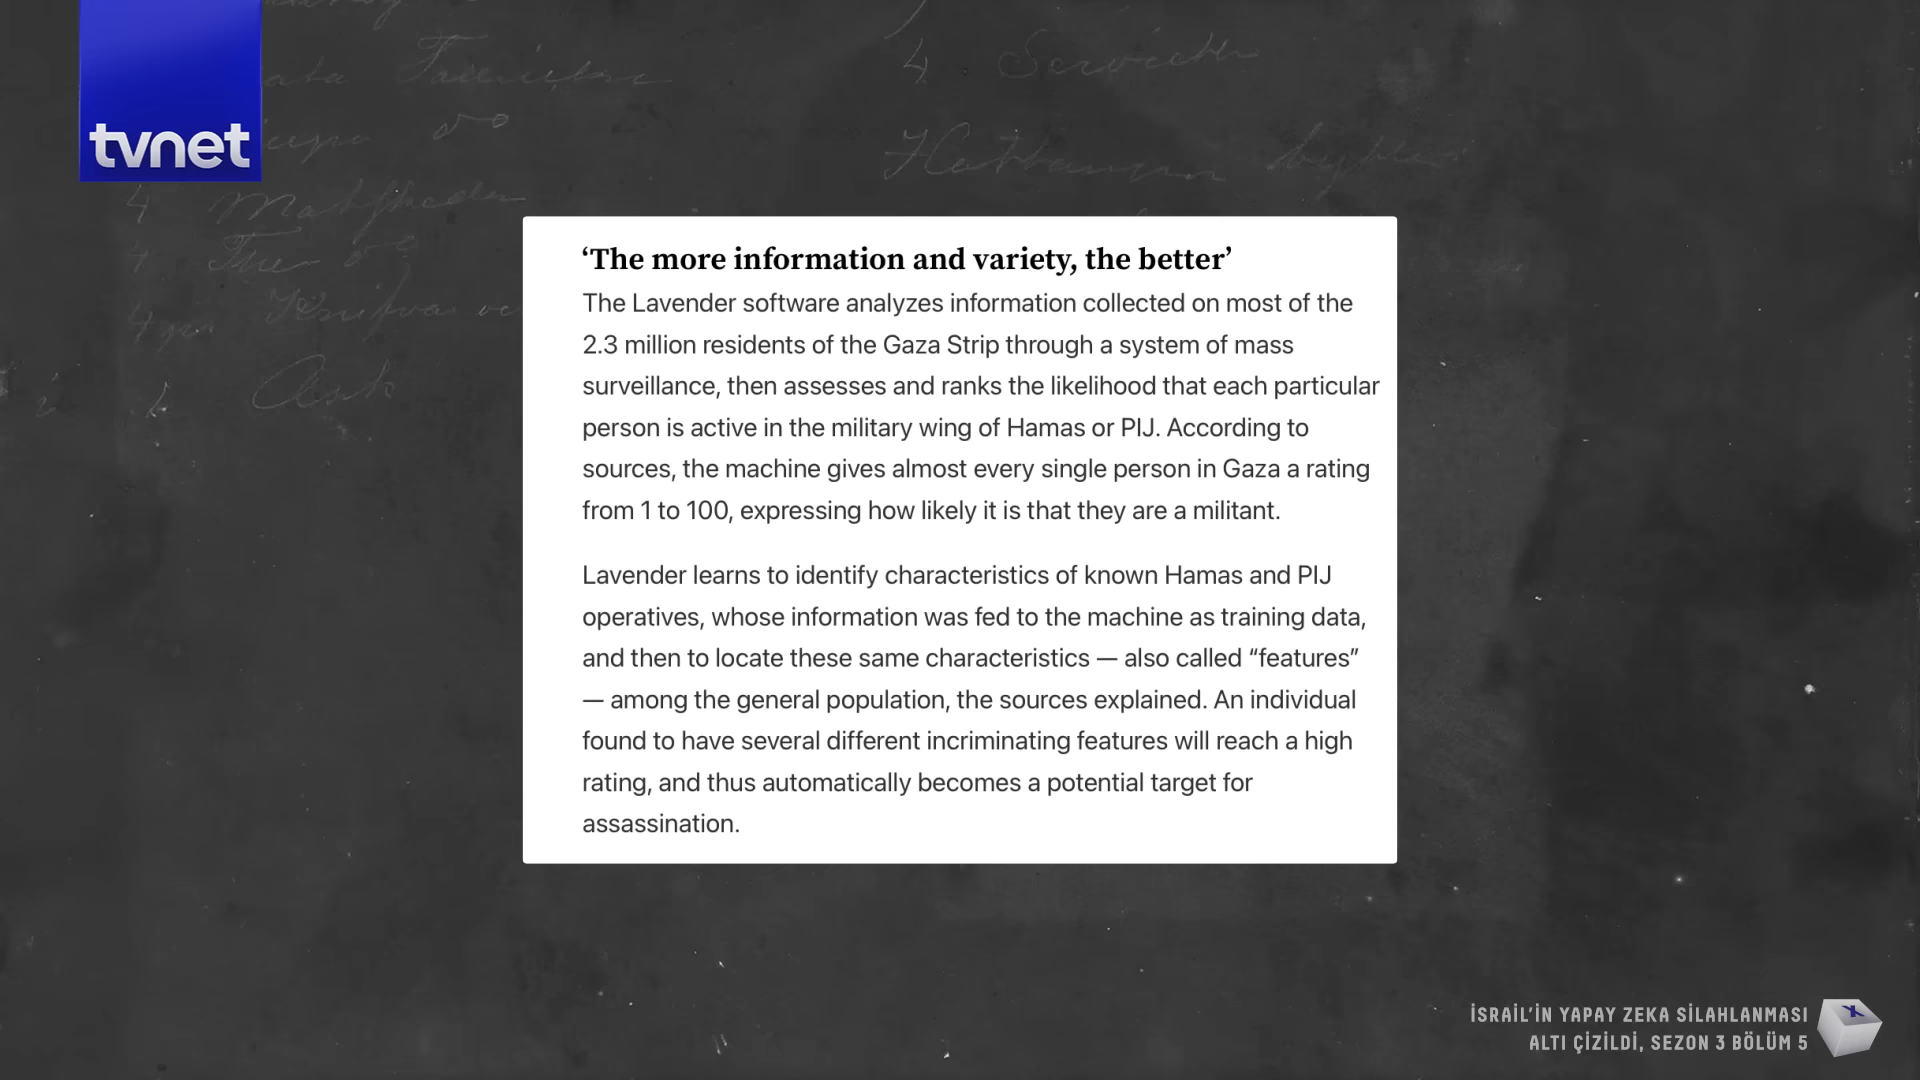 tvnet
‘The more information and variety, the better’
The Lavender software analyzes information collected on most of the
2.3 million residents of the Gaza Strip through a system of mass
surveillance, then assesses and ranks the likelihood that each particular
person is active in the military wing of Hamas or PIJ. According to
sources, the machine gives almost every single person in Gaza a rating
from 1 to 100, expressing how likely it is that they are a militant.
Lavender learns to identify characteristics of known Hamas and PIJ
operatives, whose information was fed to the machine as training data,
and then to locate these same characteristics — also called “features”
— among the general population, the sources explained. An individual
found to have several different incriminating features will reach a high
rating, and thus automatically becomes a potential target for
assassination.
İSRAİL’İN YAPAY ZEKA SİLAHLANMASI
ALTI ÇİZİLDİ, SEZON 3 BÖLÜM 5